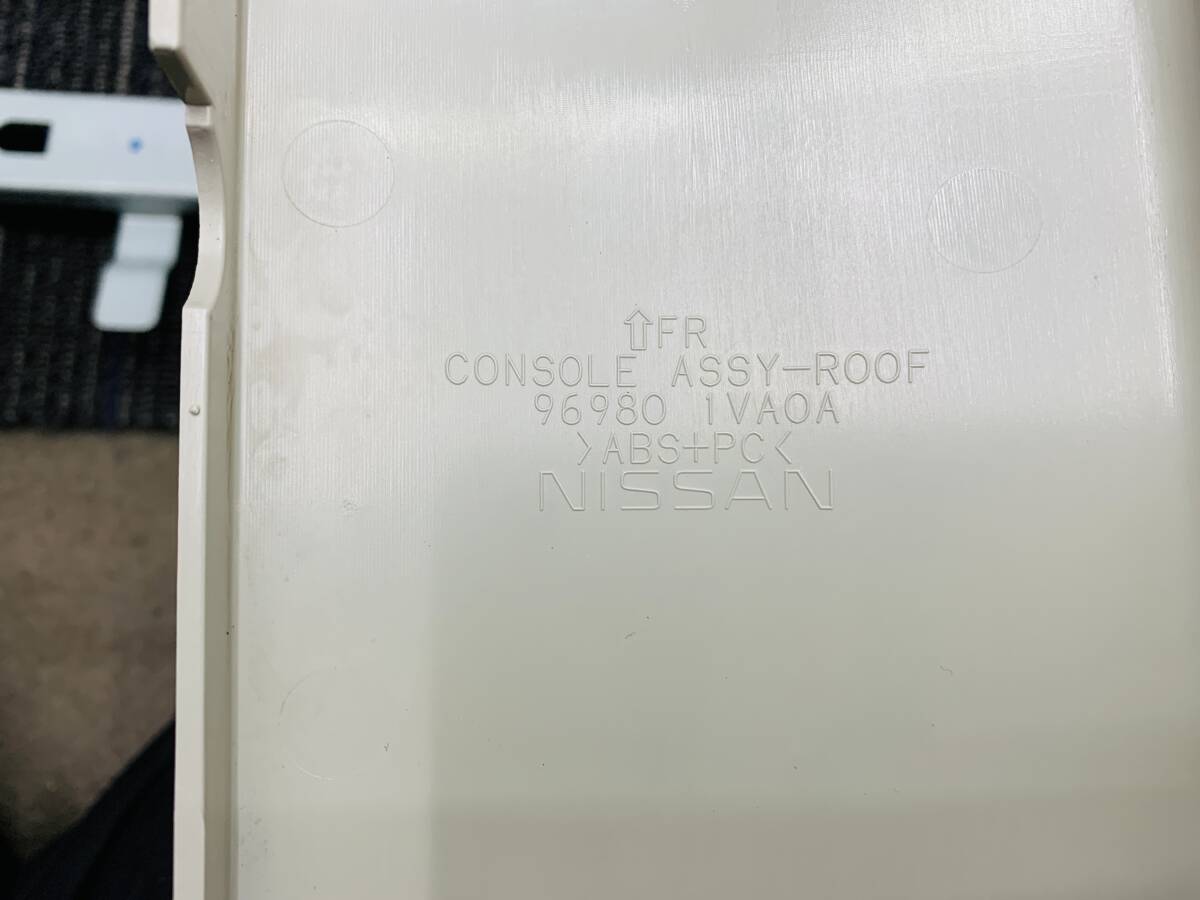 ⇧FR
CONSOLE ASSY-ROOF
96980 1VA0A
>ABS+PC<
NISSAN